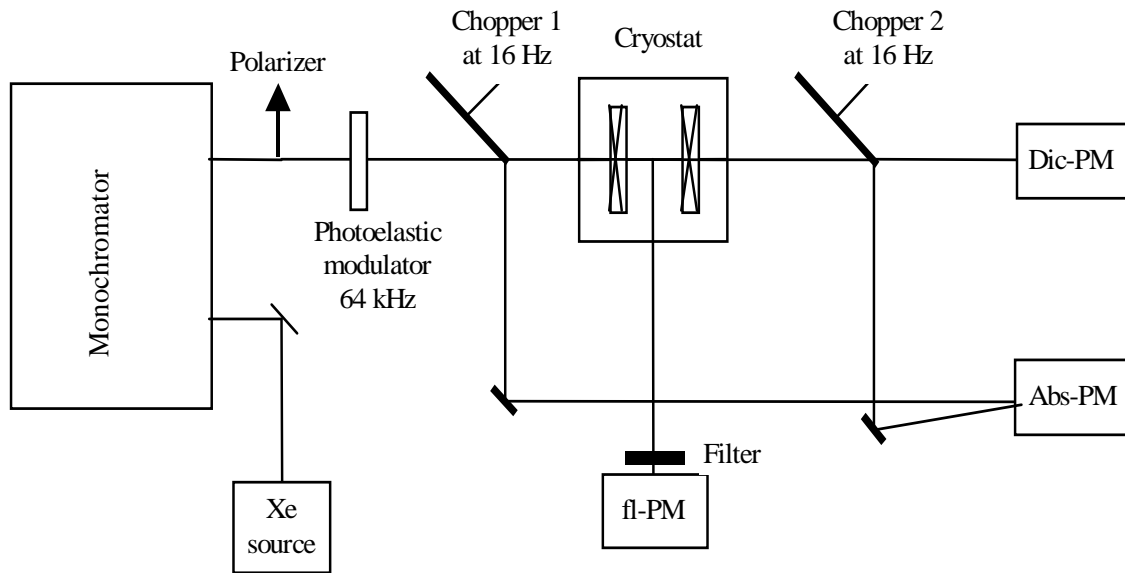 Chopper 1
at 16 Hz
Cryostat
Chopper 2
at 16 Hz
Polarizer
Dic-PM
Monochromator
Photoelastic
modulator
64 kHz
Abs-PM
Filter
fl-PM
Xe
source